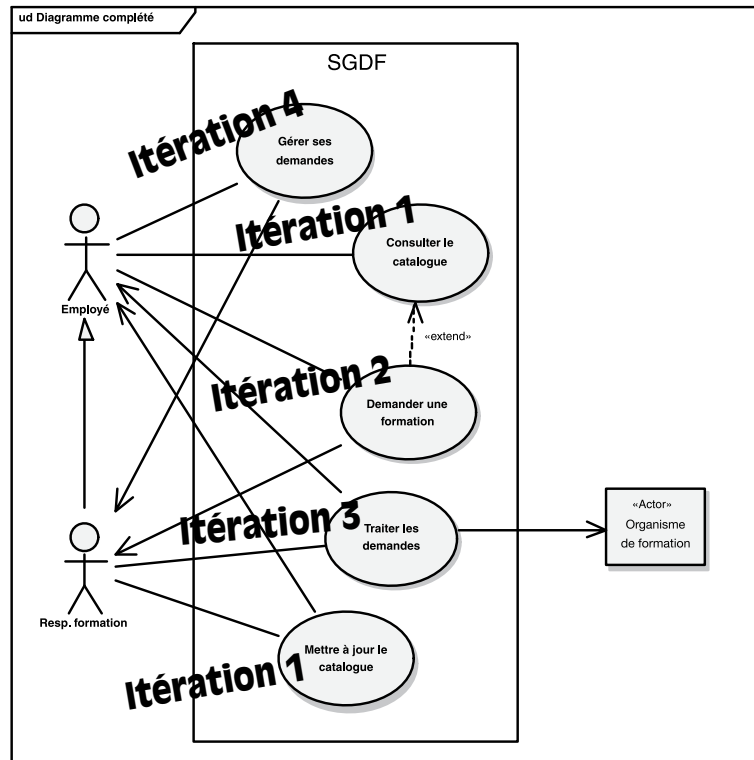 ud Diagramme complété
SGDF
Itération 4
Gérer ses
demandes
Itération 1
Consulter le
catalogue
Employé
«extend»
Itération 2
Demander une
formation
Itération 3
Traiter les
demandes
«Actor»
Organisme
de formation
Resp. formation
Mettre à jour le
catalogue
Itération 1